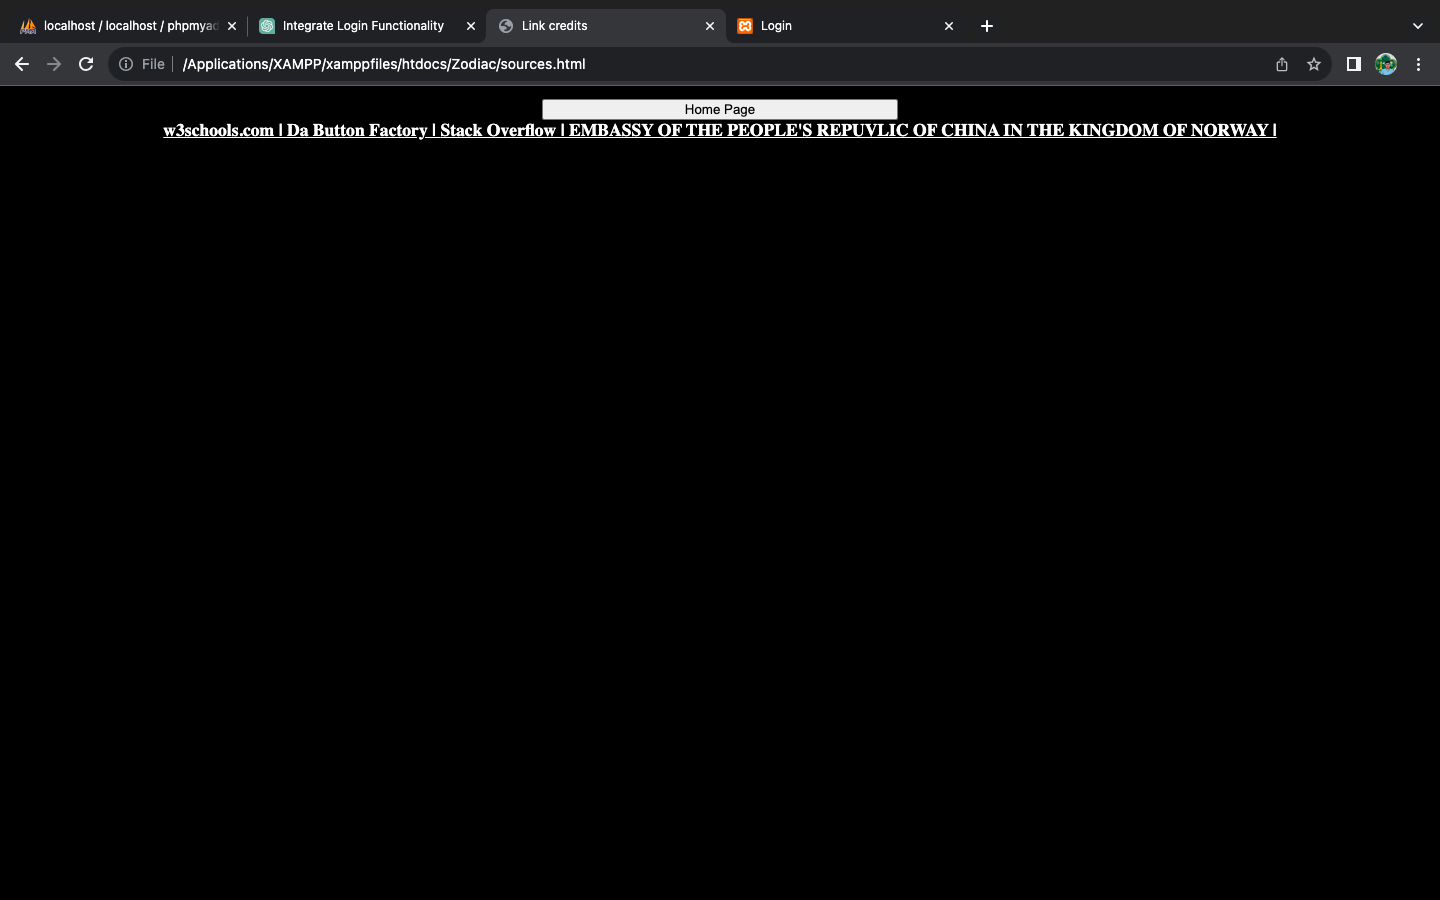 localhost / localhost / phpmyad
Integrate Login Functionality
Link credits
Login
File
/Applications/XAMPP/xamppfiles/htdocs/Zodiac/sources.html
Home Page
w3schools.com | Da Button Factory | Stack Overflow | EMBASSY OF THE PEOPLE'S REPUVLIC OF CHINA IN THE KINGDOM OF NORWAY |